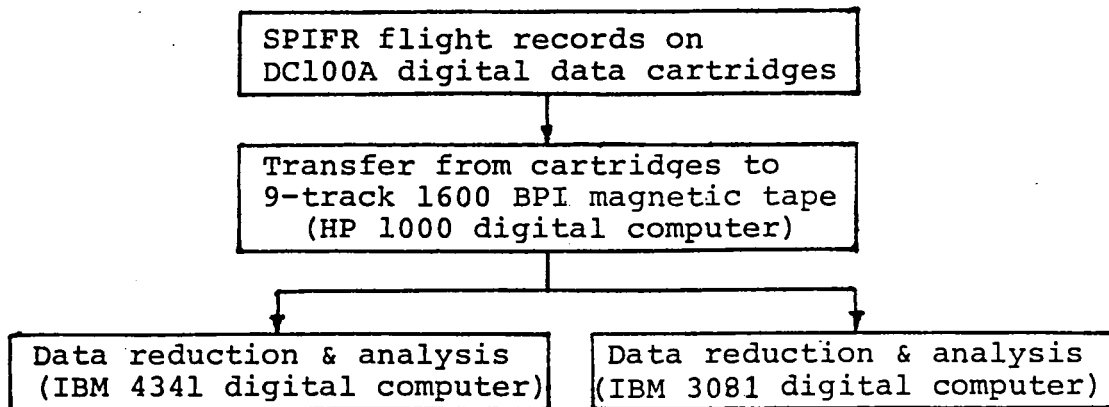 SPIFR flight records on
DC100A digital data cartridges
Transfer from cartridges to
9-track 1600 BPI magnetic tape
(HP 1000 digital computer)
Data reduction & analysis
(IBM 4341 digital computer)
Data reduction & analysis
(IBM 3081 digital computer)